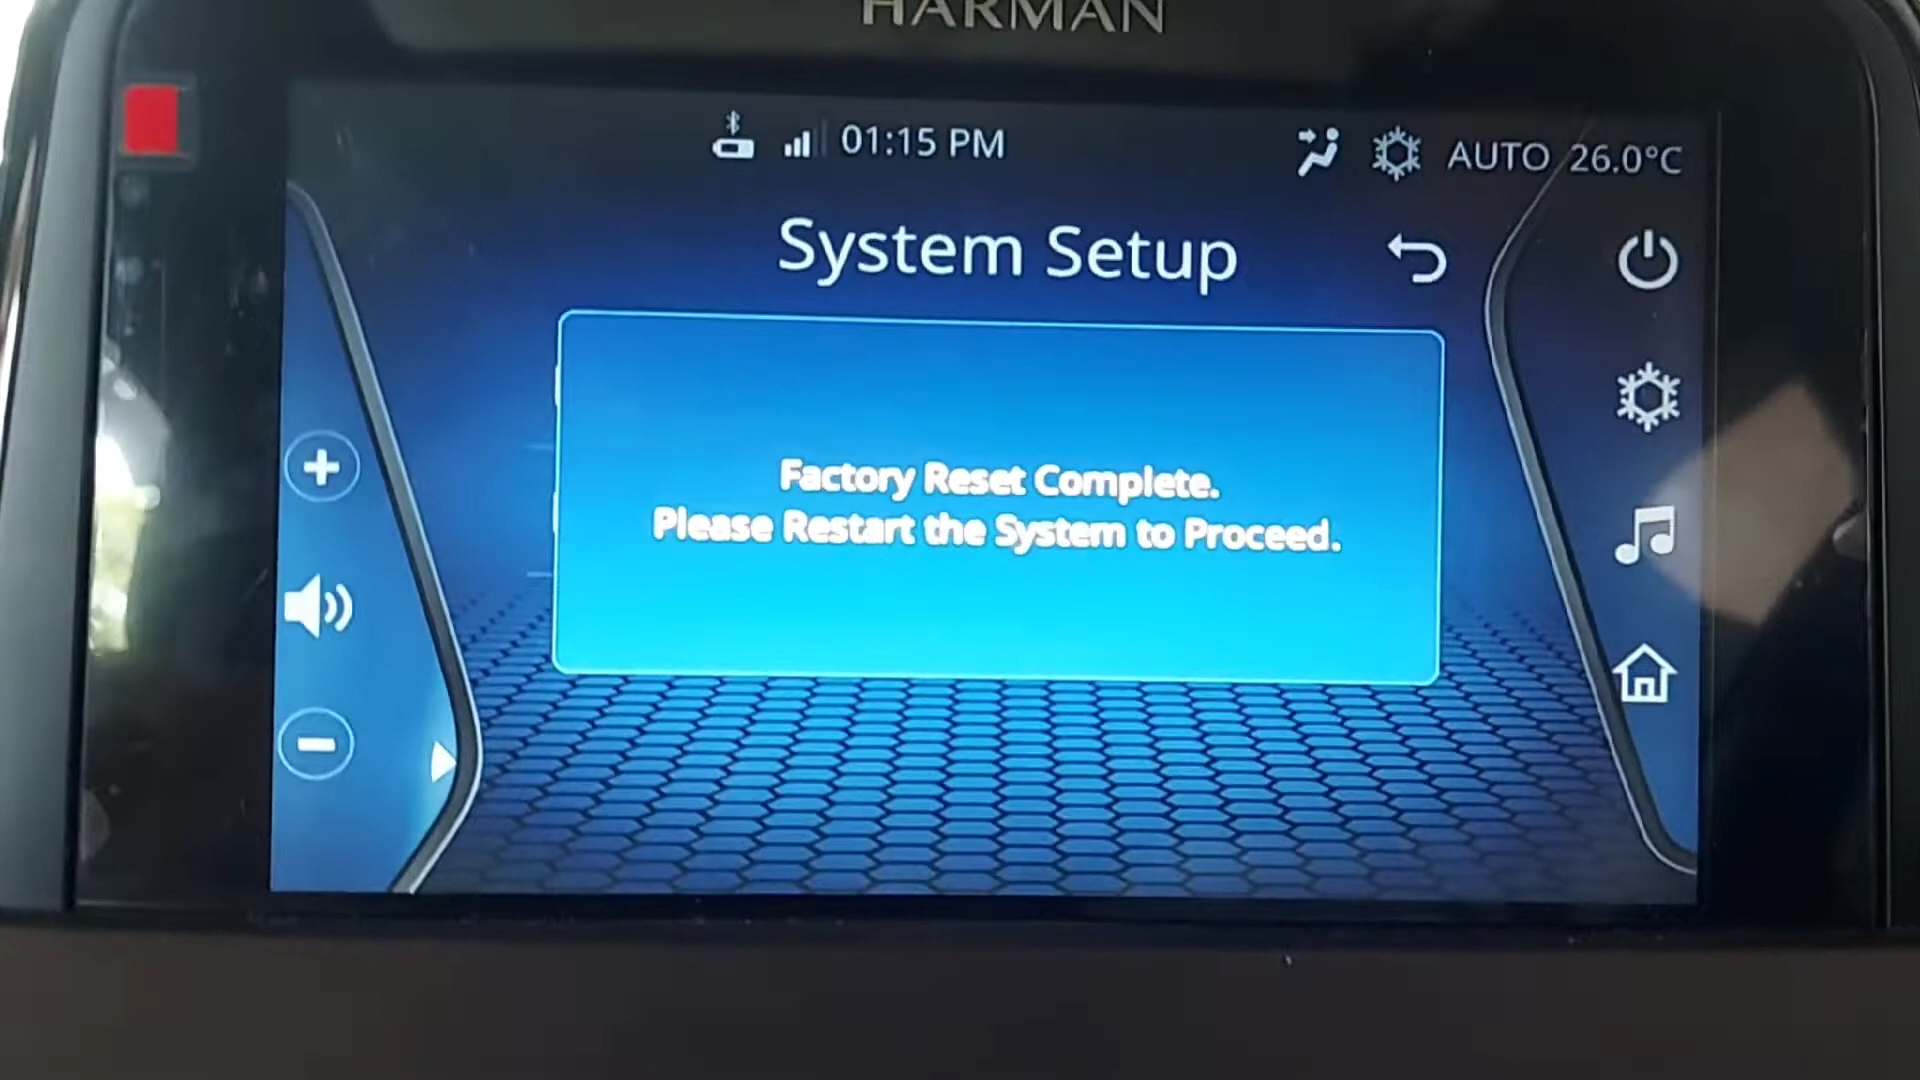 HARMAN
01:15 PM
AUTO 26.0°C
System Setup
Factory Reset Complete.
Please Restart the System to Proceed.